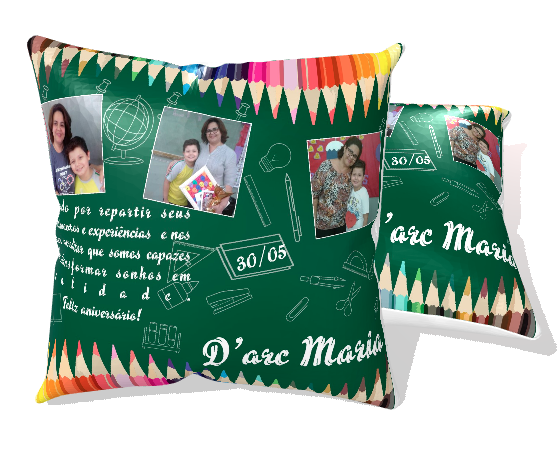 por repartir seus
e experiências e nos
que somos capazes
sonhos em
Feliz aniversário!
30/05
D'arc Maria
30/05
'arc Maria